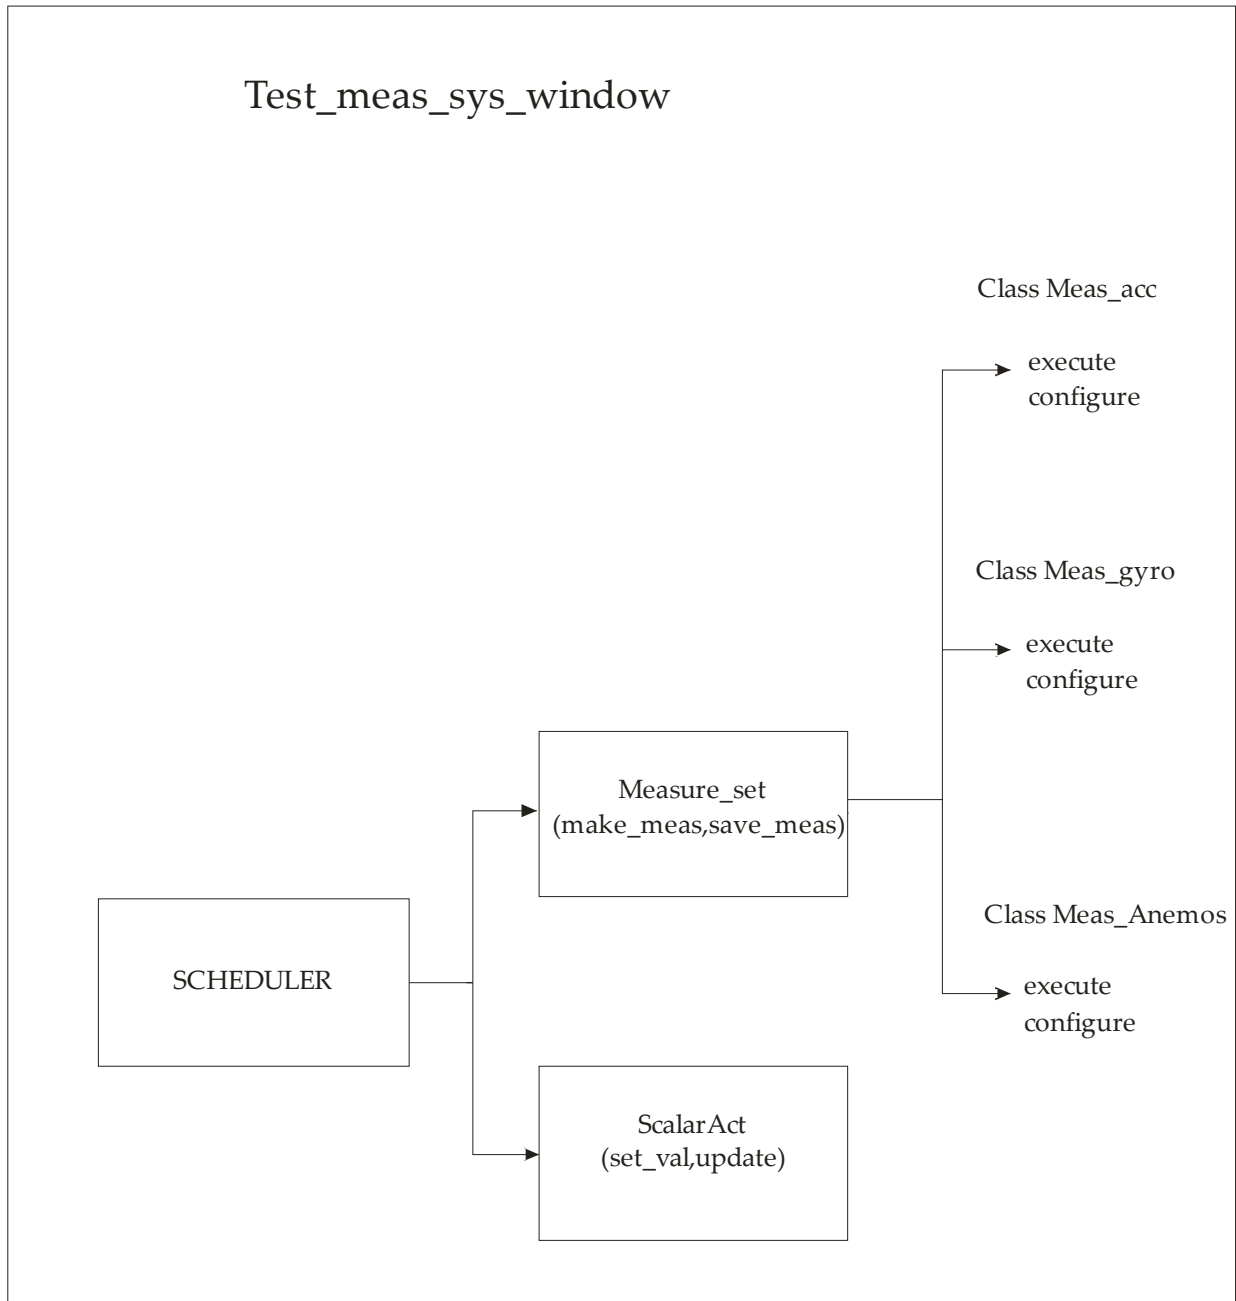 Test_meas_sys_window
Class Meas_acc
execute
configure
Class Meas_gyro
execute
configure
Measure_set
(make_meas,save_meas)
Class Meas_Anemos
SCHEDULER
execute
configure
ScalarAct
(set_val,update)